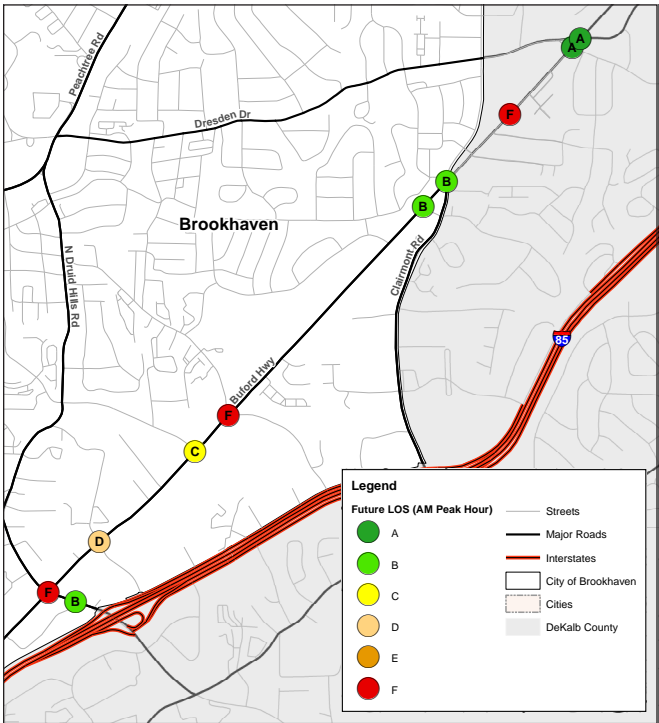 A
A
Peachtree Rd
F
Dresden Dr
B
B
Brookhaven
Clairmont Rd
N Druid Hills Rd
85
Buford Hwy
F
C
D
F
B
Legend
Future LOS (AM Peak Hour)
A
B
C
D
E
F
Streets
Major Roads
Interstates
City of Brookhaven
Cities
DeKalb County